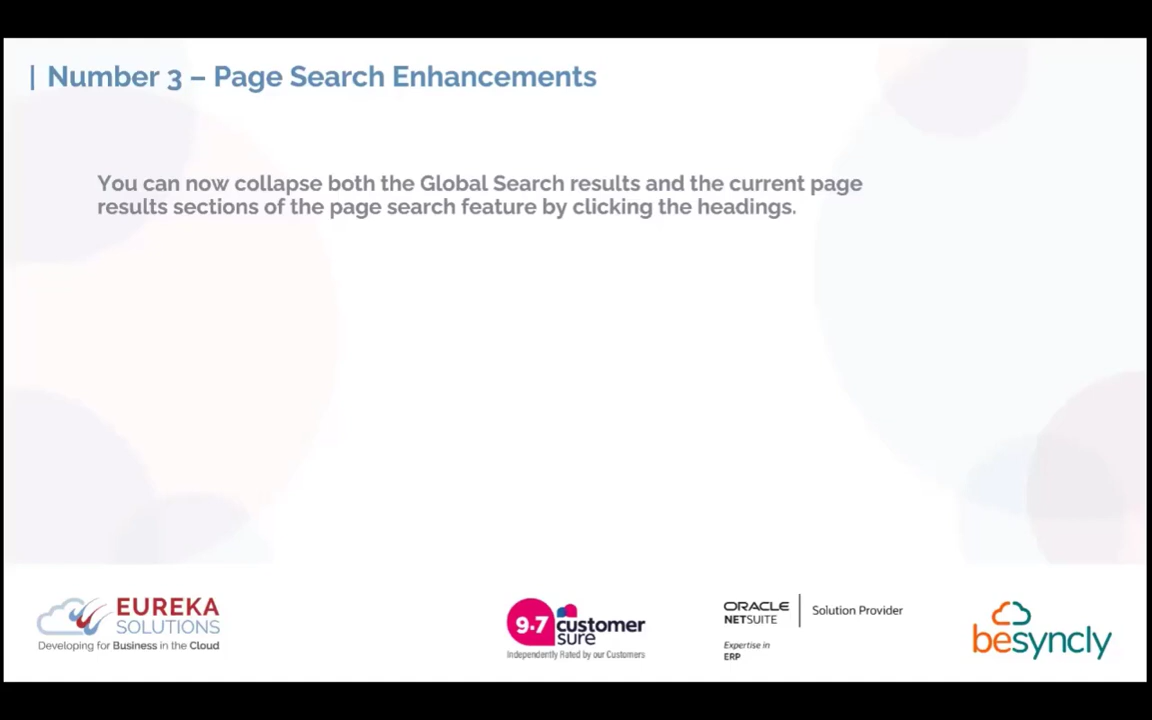 | Number 3 – Page Search Enhancements
You can now collapse both the Global Search results and the current page
results sections of the page search feature by clicking the headings.
EUREKA
SOLUTIONS
Developing for Business in the Cloud
9.7 customer
sure
Independently Rated by our Customers
ORACLE
NETSUITE
Solution Provider
Expertise in
ERP
besyncly